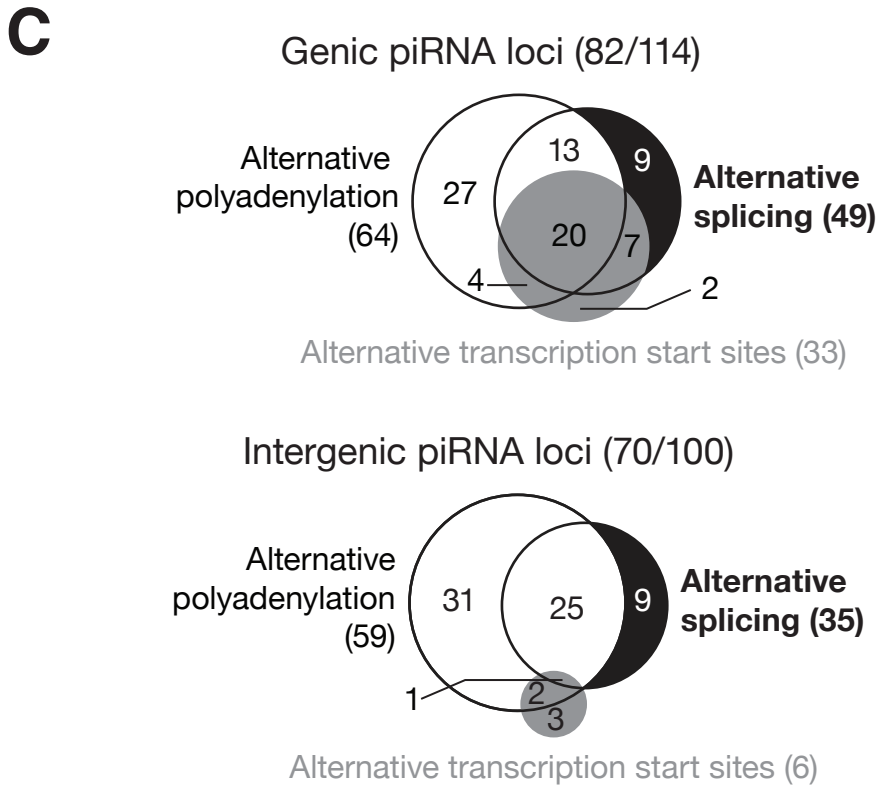 C
Genic piRNA loci (82/114)
Alternative
polyadenylation
(64)
27
13
9
20
7
4
2
Alternative
splicing (49)
Alternative transcription start sites (33)
Intergenic piRNA loci (70/100)
Alternative
polyadenylation
(59)
31
25
9
1
2
3
Alternative
splicing (35)
Alternative transcription start sites (6)